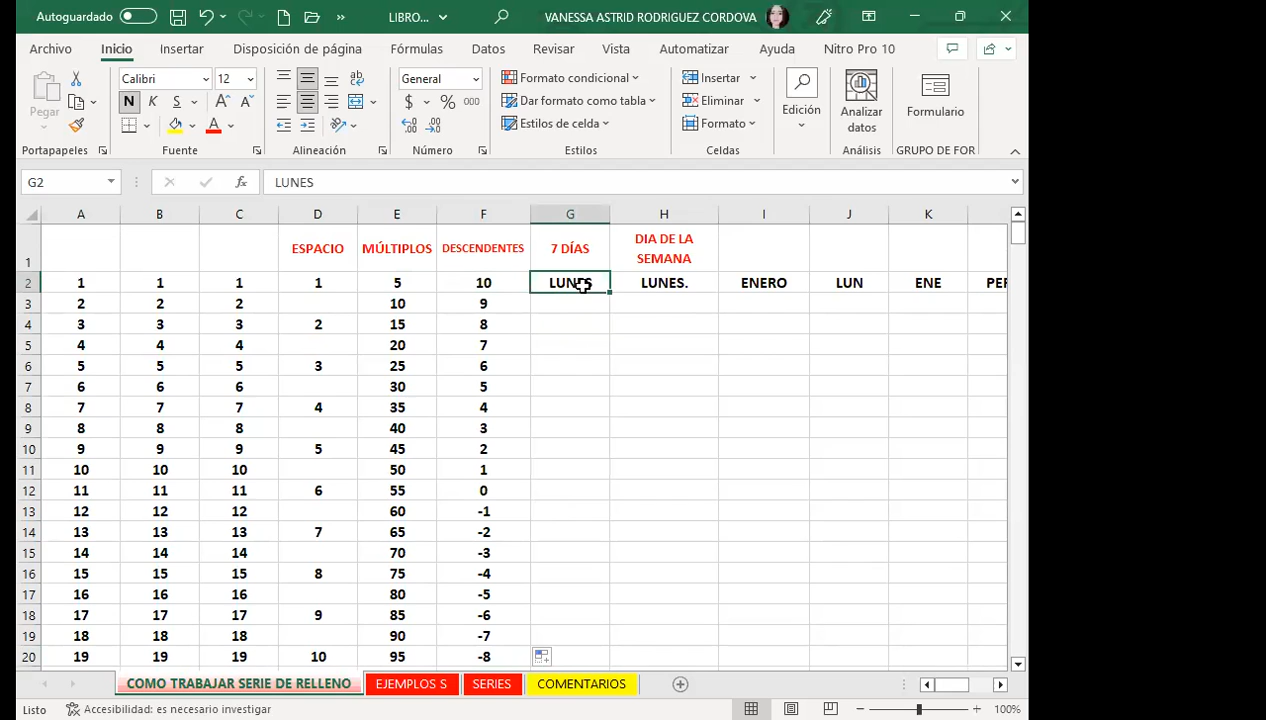 Autoguardado
LIBRO...
VANESSA ASTRID RODRIGUEZ CORDOVA
Archivo Inicio Insertar Disposición de página Fórmulas Datos Revisar Vista Automatizar Ayuda Nitro Pro 10
Pegar
Calibri 12
N K S
General
$ % 000
Formato condicional
Dar formato como tabla
Estilos de celda
Insertar
Eliminar
Formato
Edición
Analizar datos
Formulario
Portapapeles Fuente Alineación Número Estilos Celdas Análisis GRUPO DE FOR
G2 fx LUNES
A B C D E F G H I J K
1 ESPACIO MÚLTIPLOS DESCENDENTES 7 DÍAS DIA DE LA SEMANA
2 1 1 1 1 5 10 LUNES LUNES. ENERO LUN ENE
3 2 2 2 10 9
4 3 3 3 2 15 8
5 4 4 4 20 7
6 5 5 5 3 25 6
7 6 6 6 30 5
8 7 7 7 4 35 4
9 8 8 8 40 3
10 9 9 9 5 45 2
11 10 10 10 50 1
12 11 11 11 6 55 0
13 12 12 12 60 -1
14 13 13 13 7 65 -2
15 14 14 14 70 -3
16 15 15 15 8 75 -4
17 16 16 16 80 -5
18 17 17 17 9 85 -6
19 18 18 18 90 -7
20 19 19 19 10 95 -8
COMO TRABAJAR SERIE DE RELLENO EJEMPLOS S SERIES COMENTARIOS
Listo Accesibilidad: es necesario investigar 100%